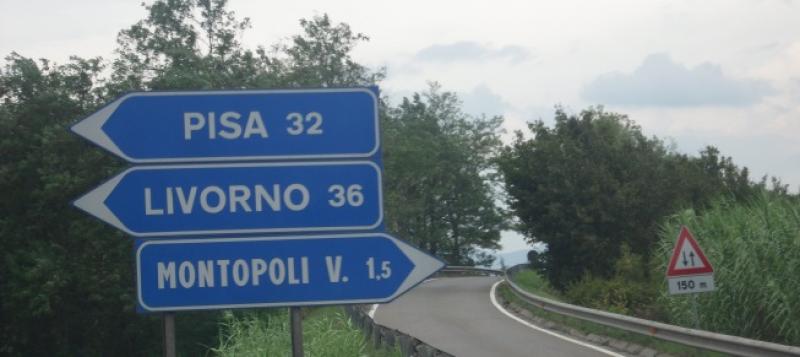 PISA 32
LIVORNO 36
MONTOPOLI V. 1,5
150 m